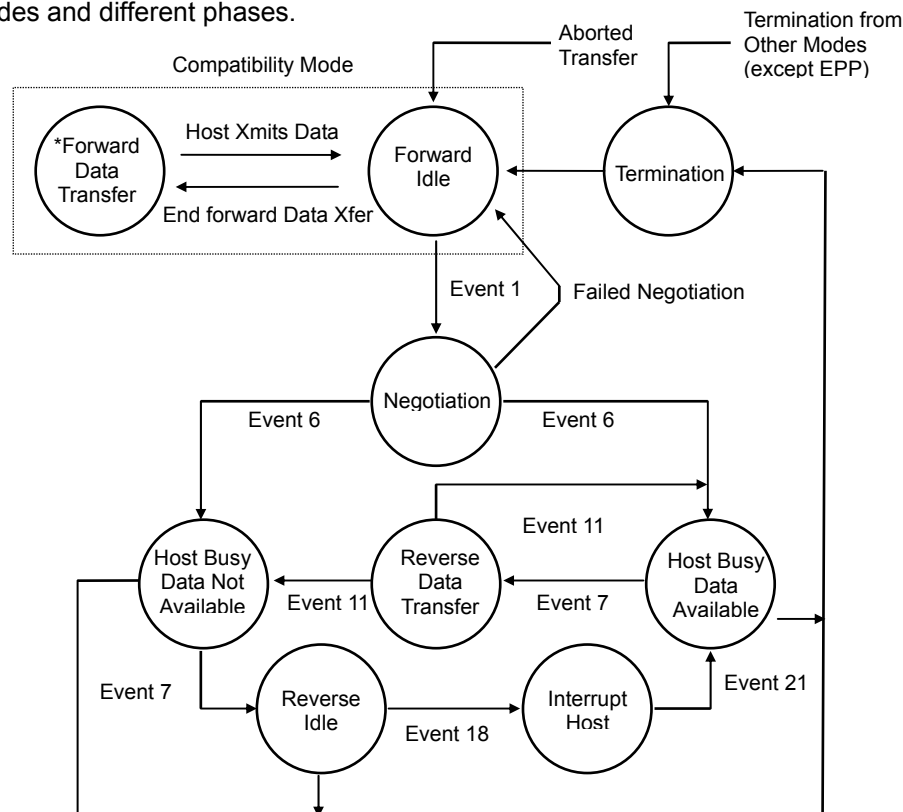 des and different phases.
Termination from
Other Modes
(except EPP)
Aborted
Transfer
Compatibility Mode
*Forward
Data
Transfer
Host Xmits Data
End forward Data Xfer
Forward
Idle
Termination
Event 1
Failed Negotiation
Negotiation
Event 6
Event 6
Event 11
Host Busy
Data Not
Available
Event 11
Reverse
Data
Transfer
Event 7
Host Busy
Data
Available
Event 7
Reverse
Idle
Event 18
Interrupt
Host
Event 21